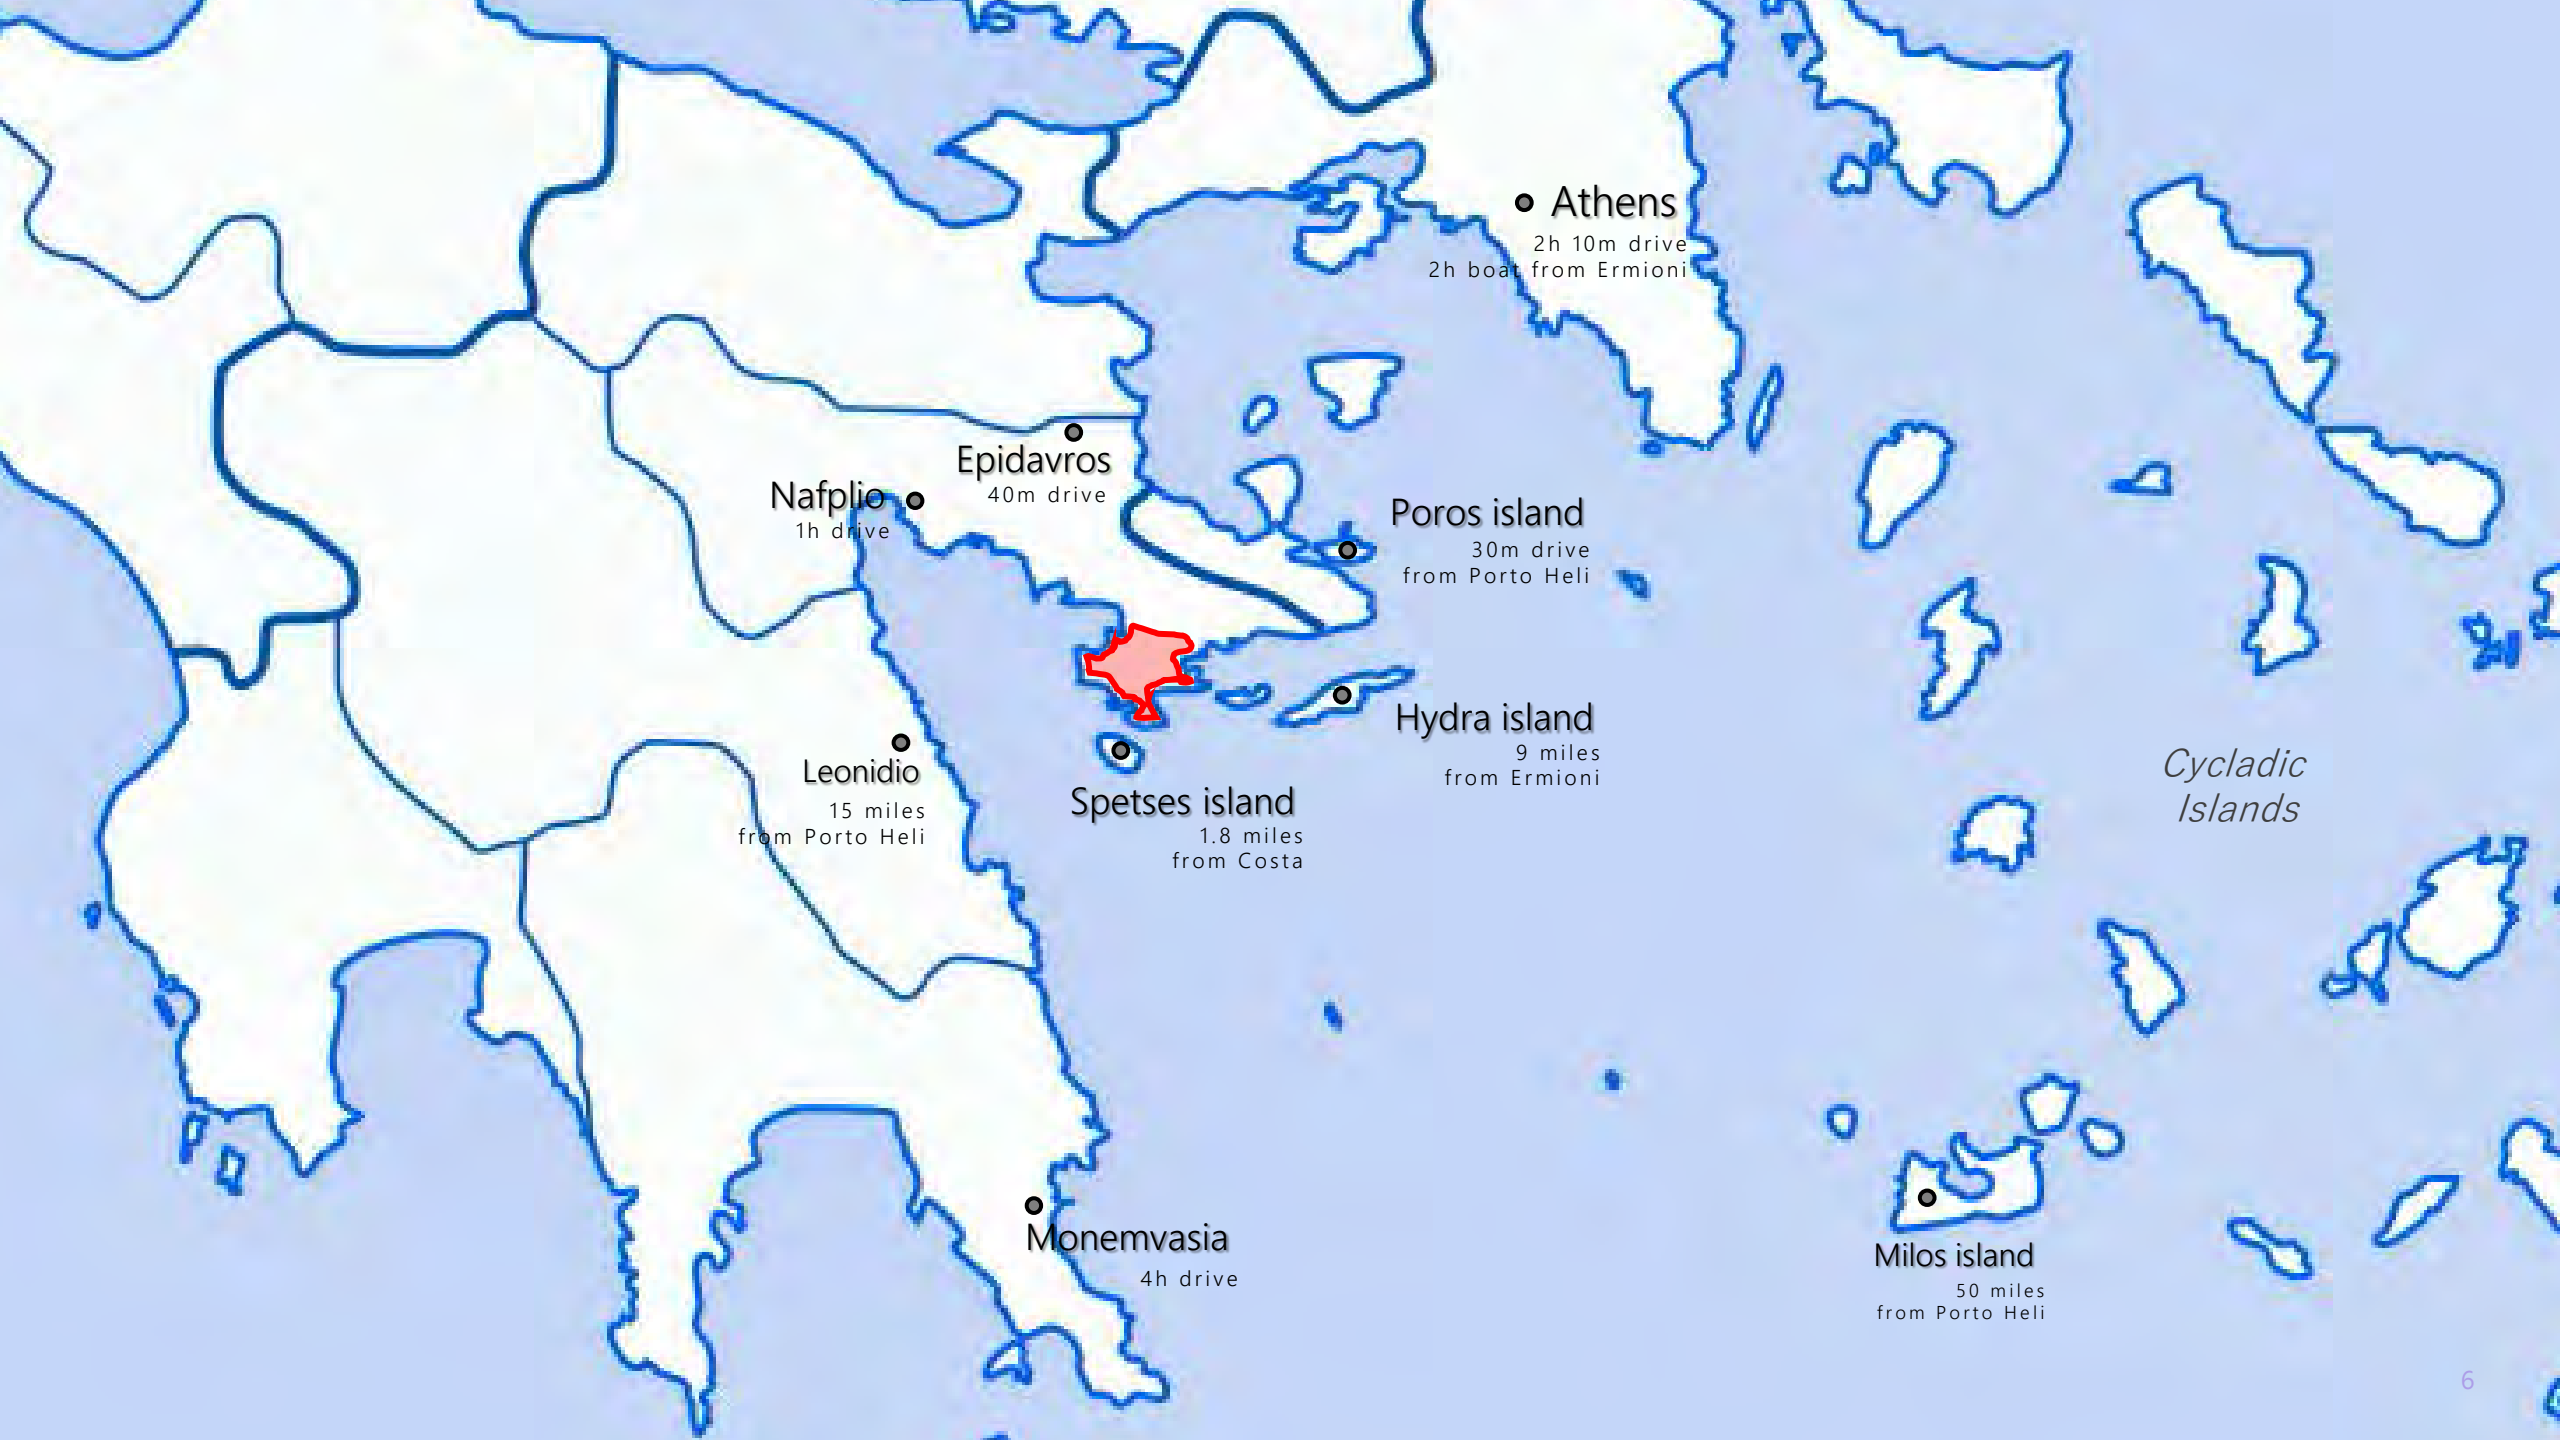 Athens
2h 10m drive
2h boat from Ermioni
Epidavros
40m drive
Nafplio
1h drive
Poros island
30m drive
from Porto Heli
Hydra island
9 miles
from Ermioni
Leonidio
15 miles
from Porto Heli
Spetses island
1.8 miles
from Costa
Cycladic
Islands
Monemvasia
4h drive
Milos island
50 miles
from Porto Heli
6